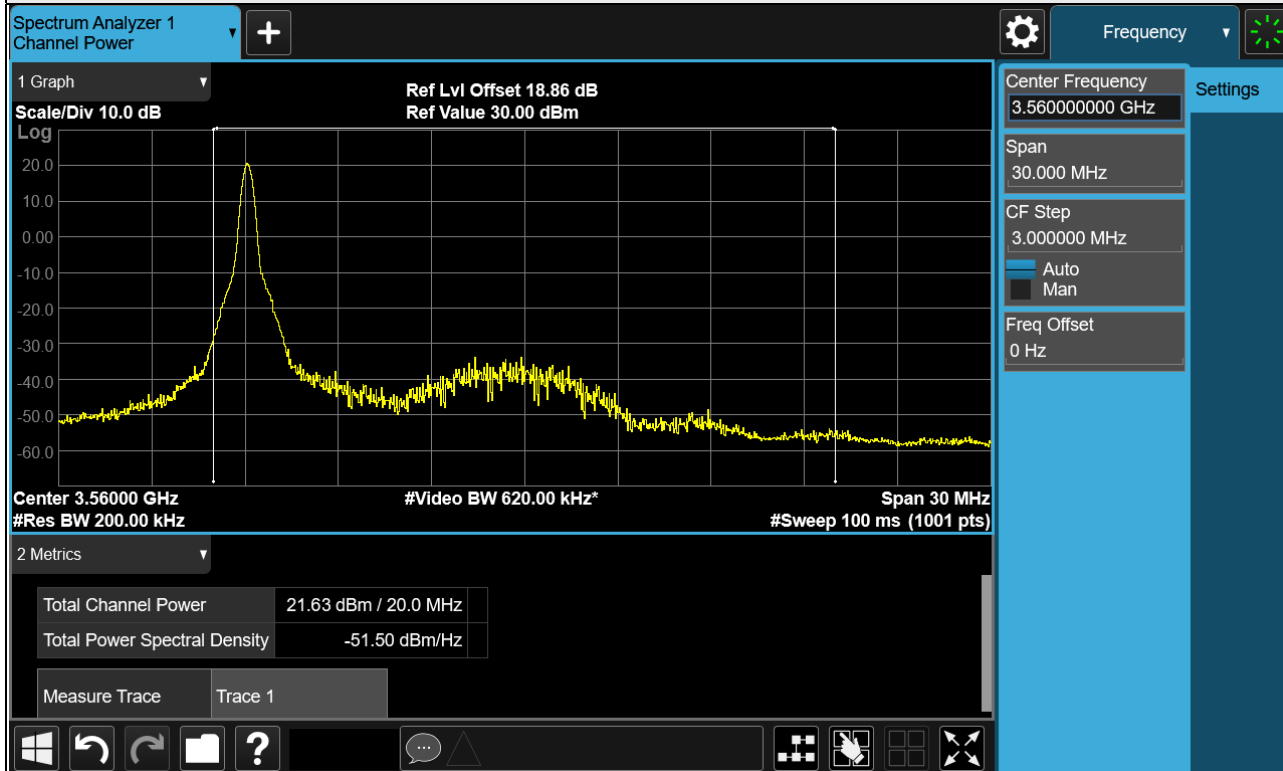 Spectrum Analyzer 1
Channel Power
Frequency
1 Graph
Ref Lvl Offset 18.86 dB
Scale/Div 10.0 dB
Ref Value 30.00 dBm
Log
20.0
10.0
0.00
-10.0
-20.0
-30.0
-40.0
-50.0
-60.0
Center 3.56000 GHz
#Video BW 620.00 kHz*
Span 30 MHz
#Res BW 200.00 kHz
#Sweep 100 ms (1001 pts)
2 Metrics
Total Channel Power 21.63 dBm / 20.0 MHz
Total Power Spectral Density -51.50 dBm/Hz
Measure Trace Trace 1
?
Center Frequency
3.560000000 GHz
Settings
Span
30.000 MHz
CF Step
3.000000 MHz
Auto
Man
Freq Offset
0 Hz